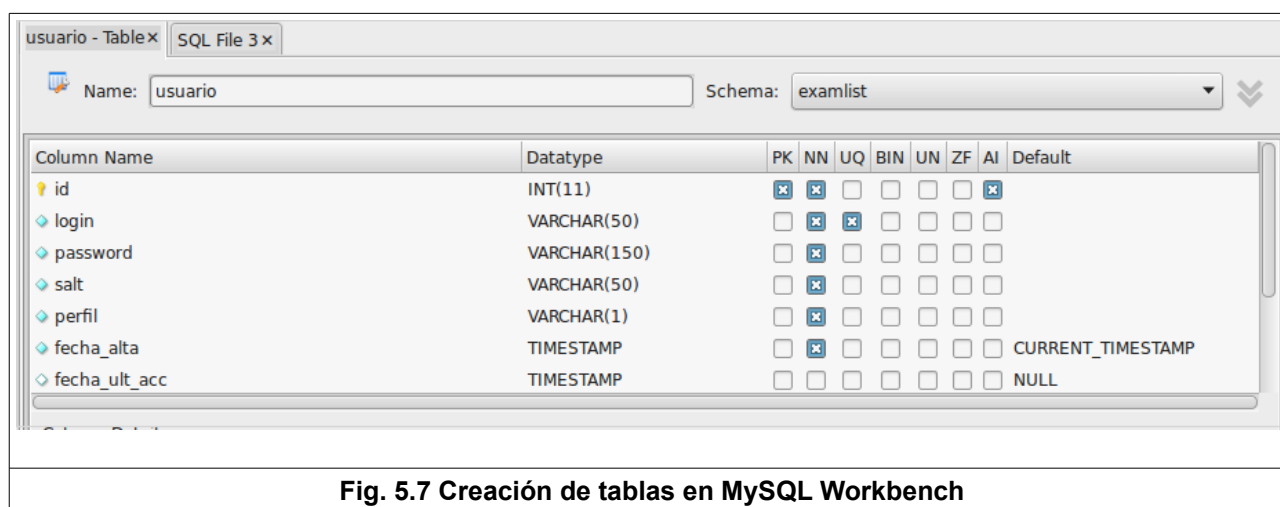 usuario - Table× SQL File 3×
Name: usuario Schema: examlist
Column Name Datatype PK NN UQ BIN UN ZF AI Default
id INT(11)
login VARCHAR(50)
password VARCHAR(150)
salt VARCHAR(50)
perfil VARCHAR(1)
fecha_alta TIMESTAMP CURRENT_TIMESTAMP
fecha_ult_acc TIMESTAMP NULL
Fig. 5.7 Creación de tablas en MySQL Workbench